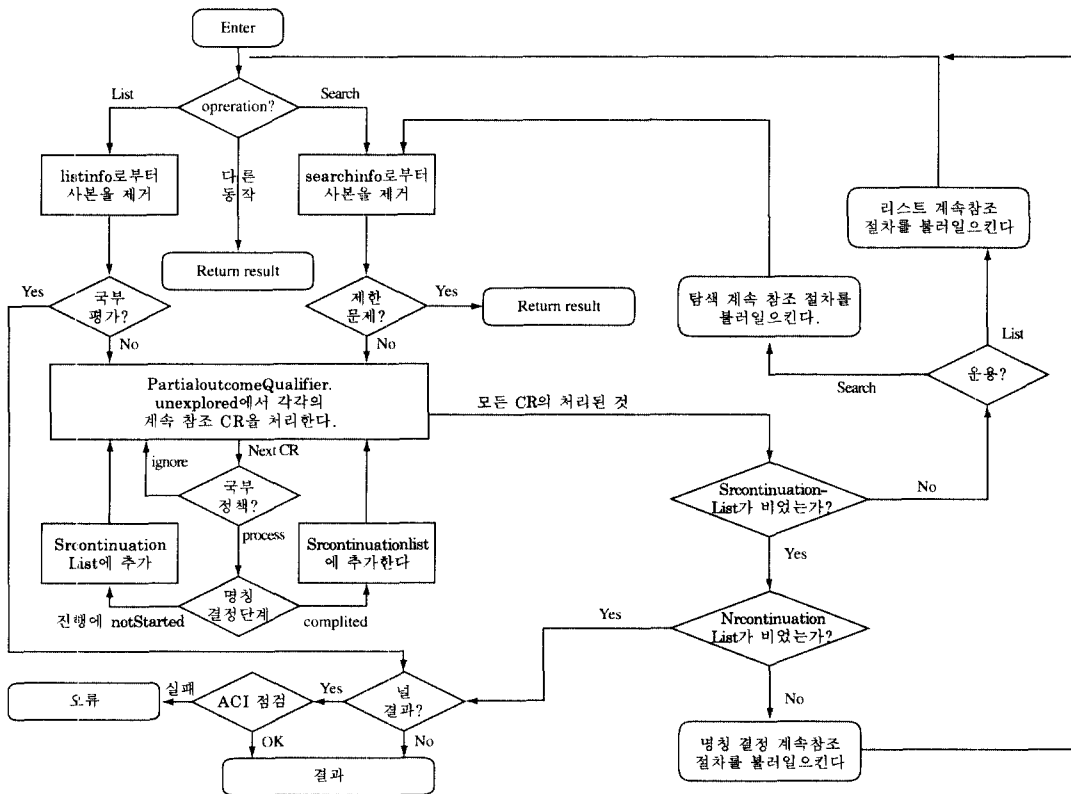 Enter
List
opreration?
Search
listinfo로부터
사본을 제거
다른
동작
searchinfo로부터
사본을 제거
리스트 계속참조
절차를 불러일으킨다
Return result
Yes
국부
평가?
No
제한
문제?
Yes
No
Return result
탐색 계속 참조 절차를
불러일으킨다.
List
운용?
Search
PartialoutcomeQualifier.
unexplored에서 각각의
계속 참조 CR을 처리한다.
모든 CR의 처리된 것
ignore
Next CR
국부
정책?
process
Srcontinuation-
List가 비었는가?
No
Yes
Srcontinuation
List에 추가
Srcontinuationlist
에 추가한다
명칭
결정단계
진행에 notStarted
complited
Yes
Nrcontinuation
List가 비었는가?
No
오류
실패
ACI 점검
Yes
널
결과?
OK
No
결과
명칭 결정 계속참조
절차를 불러일으킨다